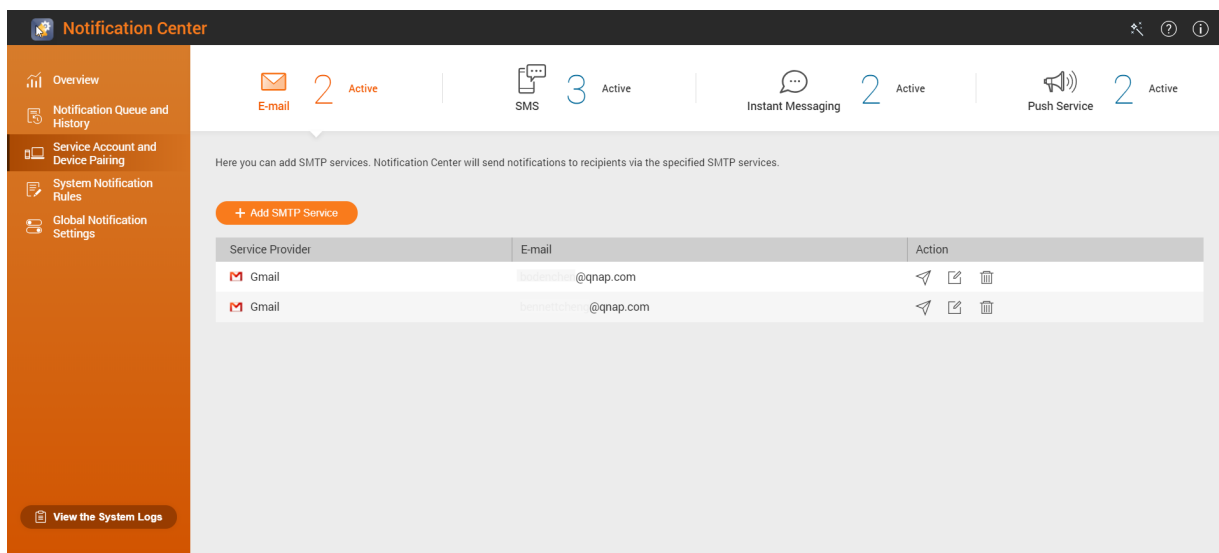 Notification Center
Overview
Notification Queue and
History
Service Account and
Device Pairing
System Notification
Rules
Global Notification
Settings
View the System Logs
E-mail
2
Active
SMS
3
Active
Instant Messaging
2
Active
Push Service
2
Active
Here you can add SMTP services. Notification Center will send notifications to recipients via the specified SMTP services.
+ Add SMTP Service
Service Provider E-mail Action
Gmail @qnap.com
Gmail @qnap.com